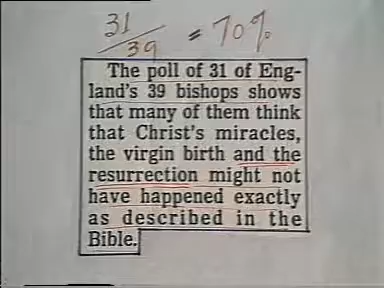 31
39
= 70%
The poll of 31 of Eng-
land's 39 bishops shows
that many of them think
that Christ's miracles,
the virgin birth and the
resurrection might not
have happened exactly
as described in the
Bible.